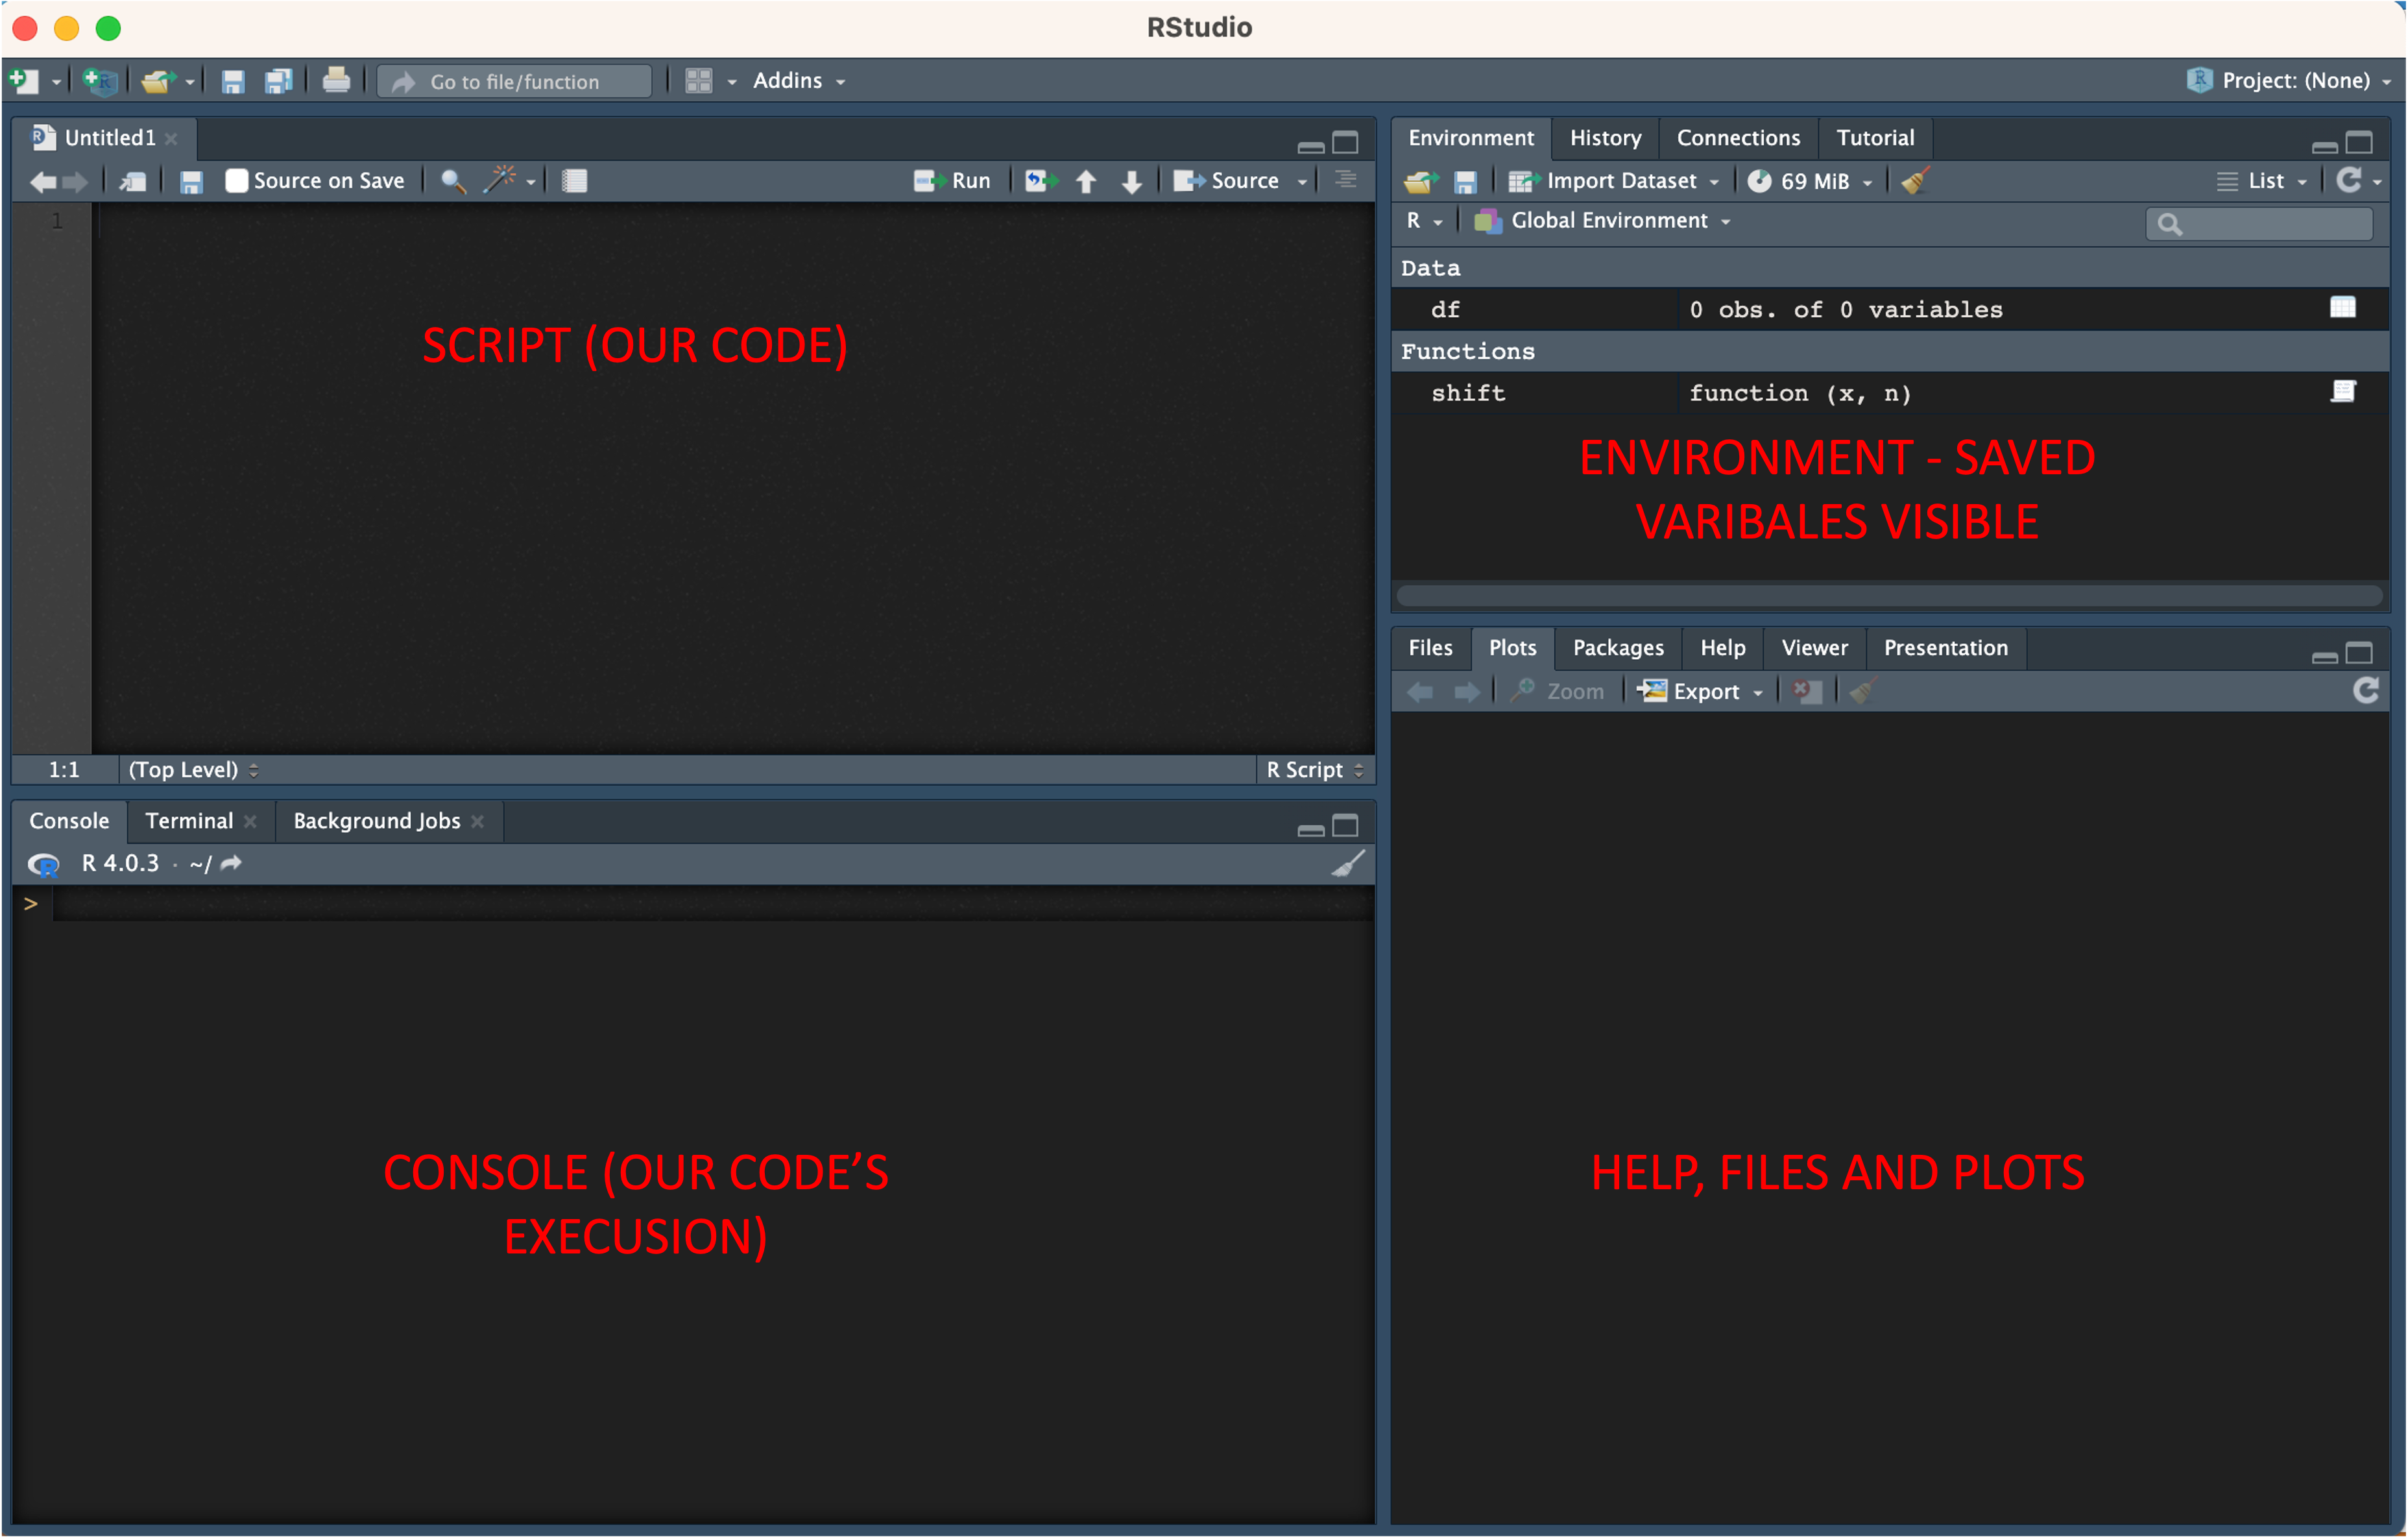 RStudio
Go to file/function Addins Project: (None)
Untitled1
Source on Save Run Source
1
SCRIPT (OUR CODE)
1:1 (Top Level) R Script
Console Terminal Background Jobs
R 4.0.3 · ~/
>
CONSOLE (OUR CODE’S
EXECUSION)
Environment History Connections Tutorial
Import Dataset 69 MiB List
R Global Environment
Data
df 0 obs. of 0 variables
Functions
shift function (x, n)
ENVIRONMENT - SAVED
VARIBALES VISIBLE
Files Plots Packages Help Viewer Presentation
Zoom Export
HELP, FILES AND PLOTS